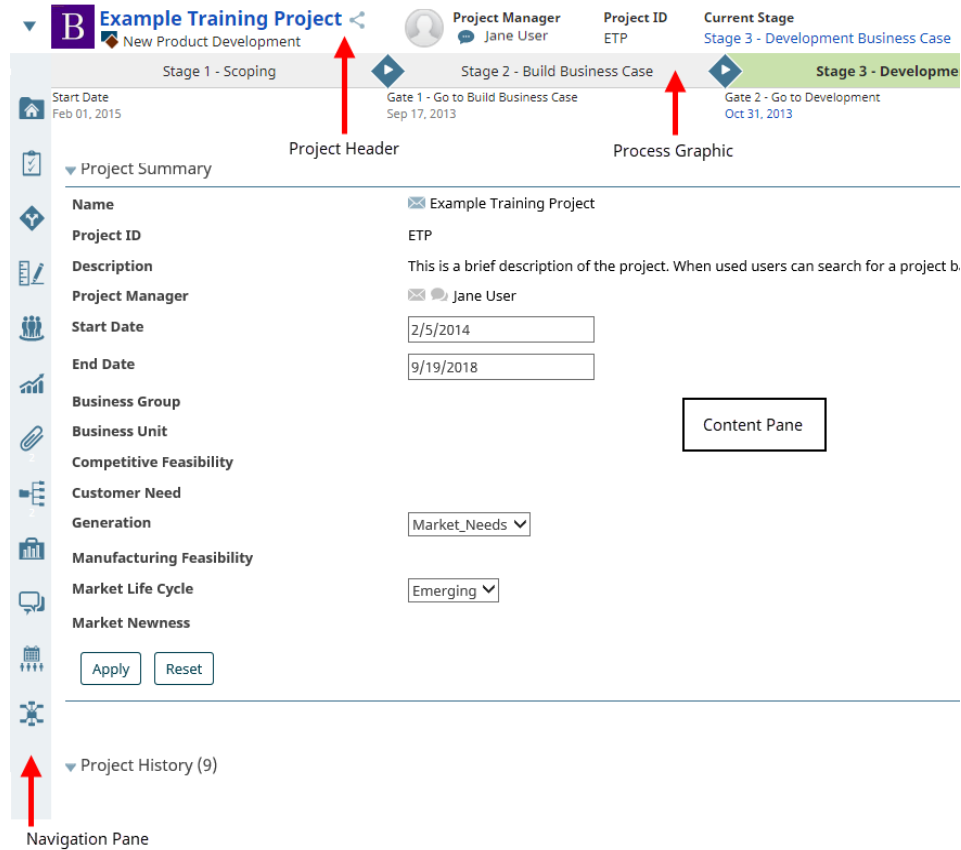 B
Example Training Project
New Product Development
Project Manager
Jane User
Project ID
ETP
Current Stage
Stage 3 - Development Business Case
Stage 1 - Scoping
Stage 2 - Build Business Case
Stage 3 - Developme
Start Date
Feb 01, 2015
Gate 1 - Go to Build Business Case
Sep 17, 2013
Gate 2 - Go to Development
Oct 31, 2013
Project Header
Process Graphic
Project Summary
Name Example Training Project
Project ID ETP
Description This is a brief description of the project. When used users can search for a project ba
Project Manager Jane User
Start Date 2/5/2014
End Date 9/19/2018
Business Group
Content Pane
Business Unit
Competitive Feasibility
Customer Need
Generation Market_Needs
Manufacturing Feasibility
Market Life Cycle Emerging
Market Newness
Apply Reset
2
2
Project History (9)
Navigation Pane